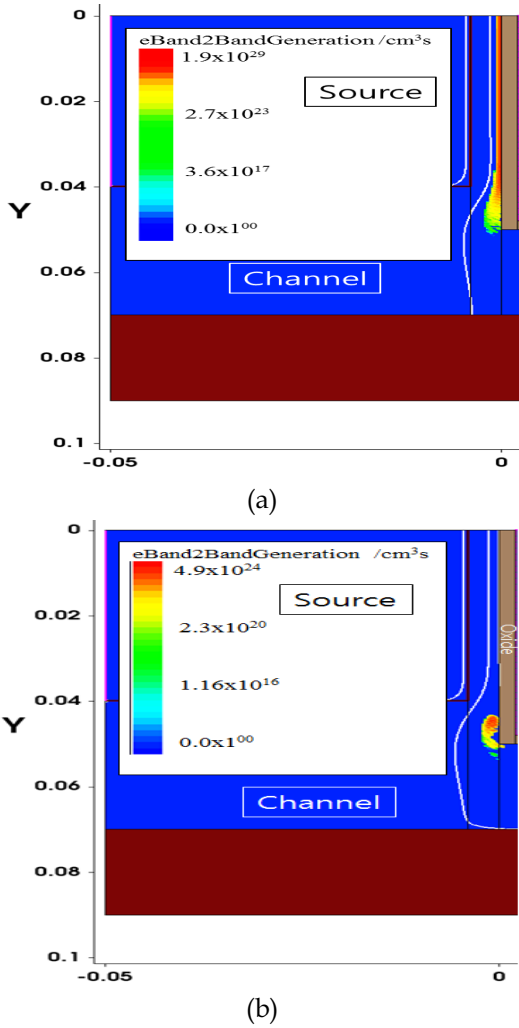 0
eBand2BandGeneration /cm³s
1.9x10²⁹
Source
0.02
2.7x10²³
0.04
3.6x10¹⁷
Y
0.0x1⁰⁰
0.06
Channel
0.08
0.1
-0.05 0
(a)
0
eBand2BandGeneration /cm³s
4.9x10²⁴
Source
0.02
2.3x10²⁰
Oxide
0.04
1.16x10¹⁶
Y
0.0x1⁰⁰
0.06
Channel
0.08
0.1
-0.05 0
(b)